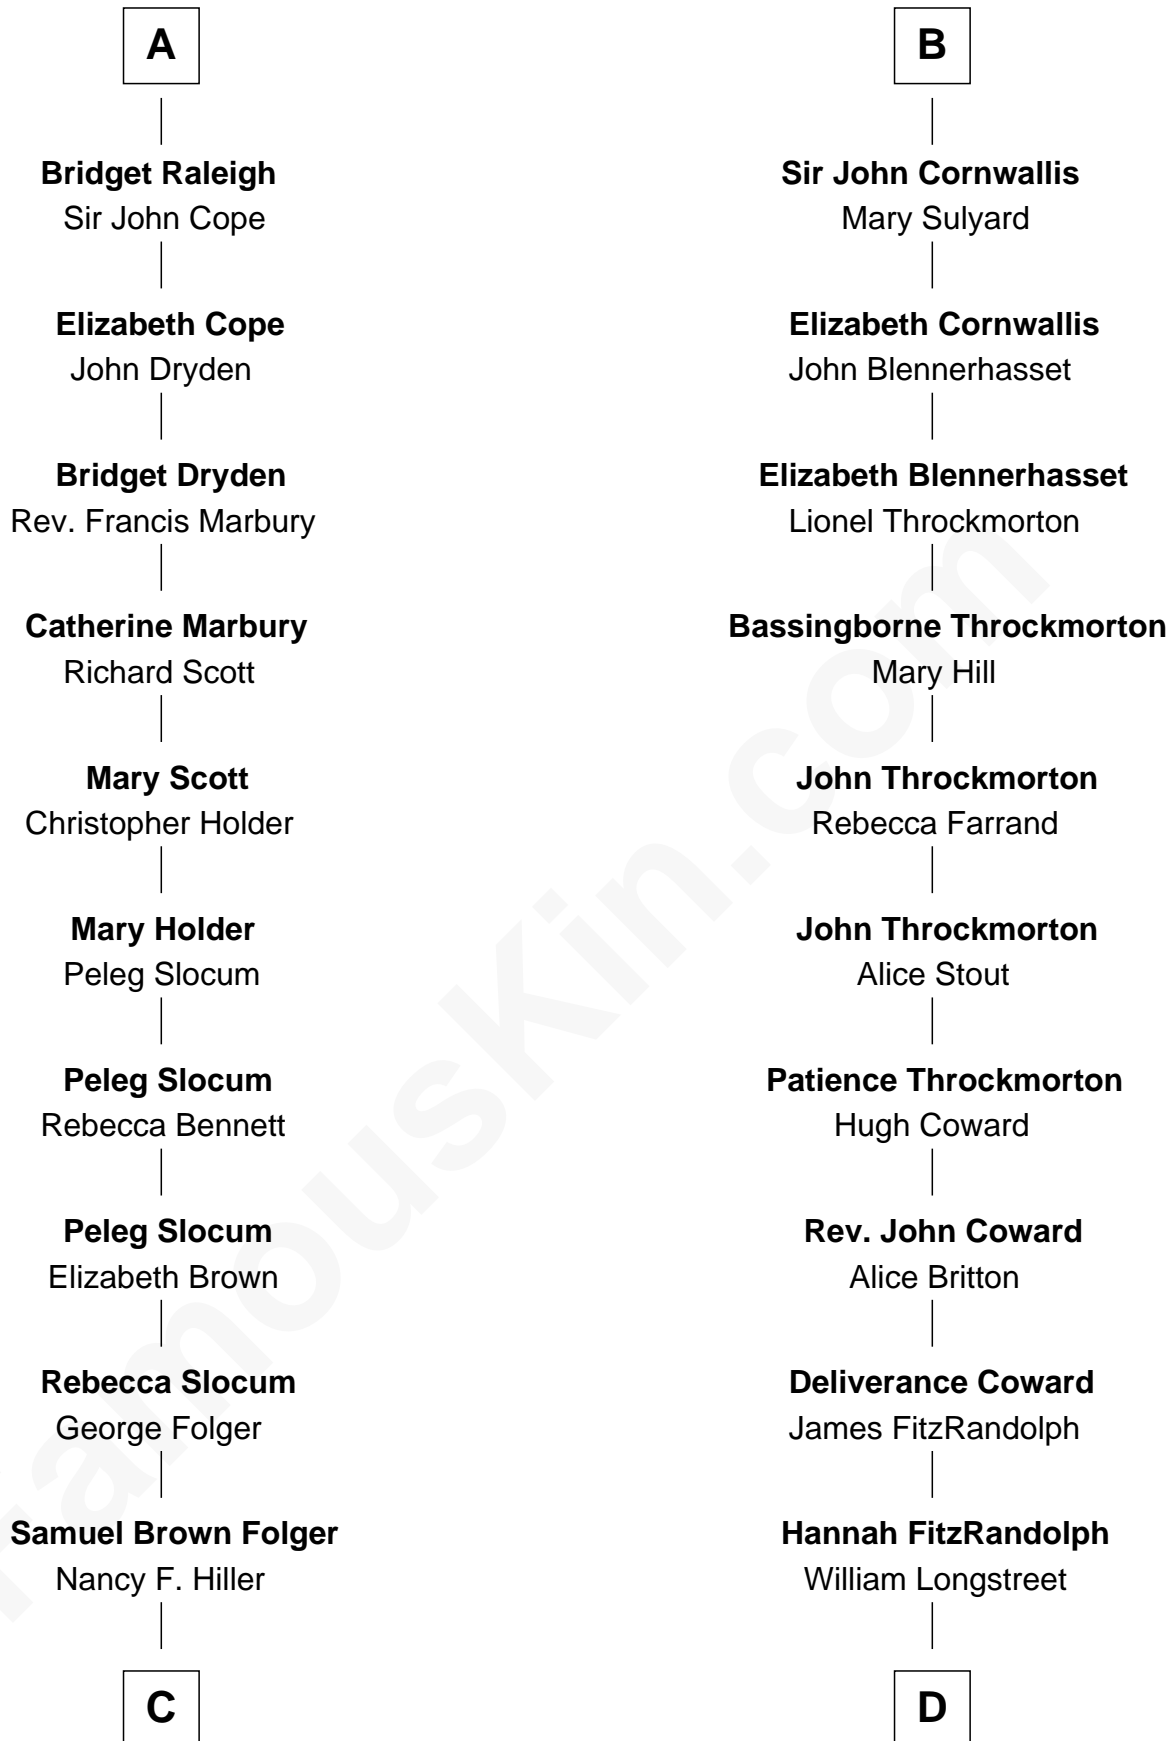 A
Bridget Raleigh
Sir John Cope
Elizabeth Cope
John Dryden
Bridget Dryden
Rev. Francis Marbury
Catherine Marbury
Richard Scott
Mary Scott
Christopher Holder
Mary Holder
Peleg Slocum
Peleg Slocum
Rebecca Bennett
Peleg Slocum
Elizabeth Brown
Rebecca Slocum
George Folger
Samuel Brown Folger
Nancy F. Hiller
C
B
Sir John Cornwallis
Mary Sulyard
Elizabeth Cornwallis
John Blennerhasset
Elizabeth Blennerhasset
Lionel Throckmorton
Bassingborne Throckmorton
Mary Hill
John Throckmorton
Rebecca Farrand
John Throckmorton
Alice Stout
Patience Throckmorton
Hugh Coward
Rev. John Coward
Alice Britton
Deliverance Coward
James FitzRandolph
Hannah FitzRandolph
William Longstreet
D
FamousKin.com